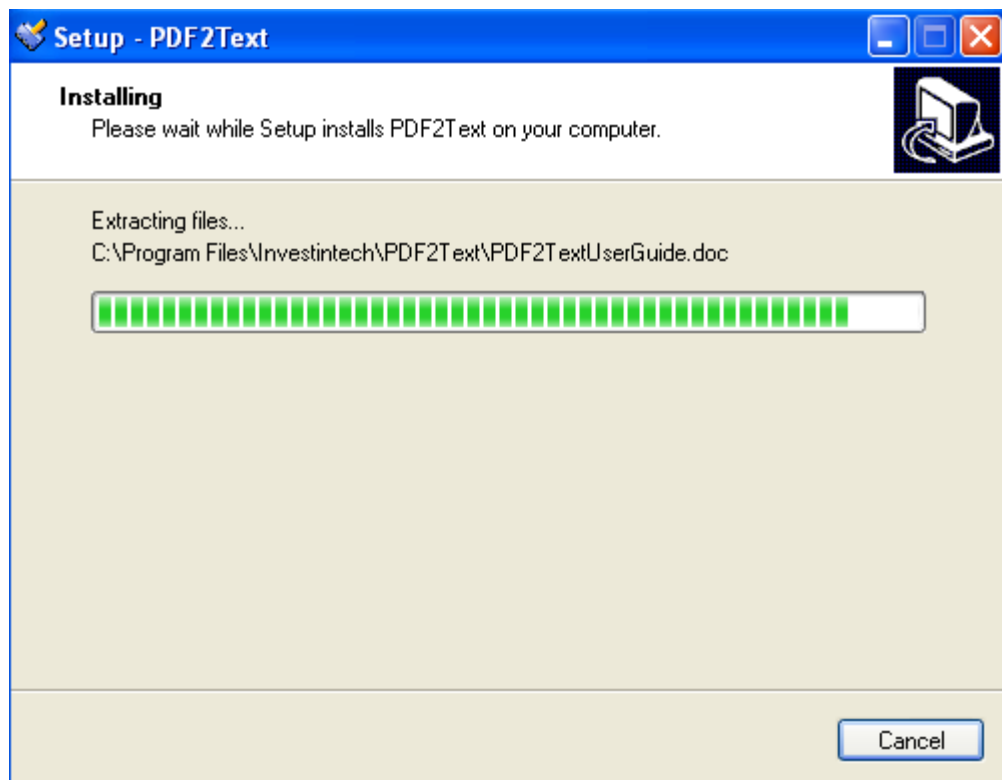 Setup - PDF2Text
Installing
Please wait while Setup installs PDF2Text on your computer.
Extracting files...
C:\Program Files\Investintech\PDF2Text\PDF2TextUserGuide.doc
Cancel